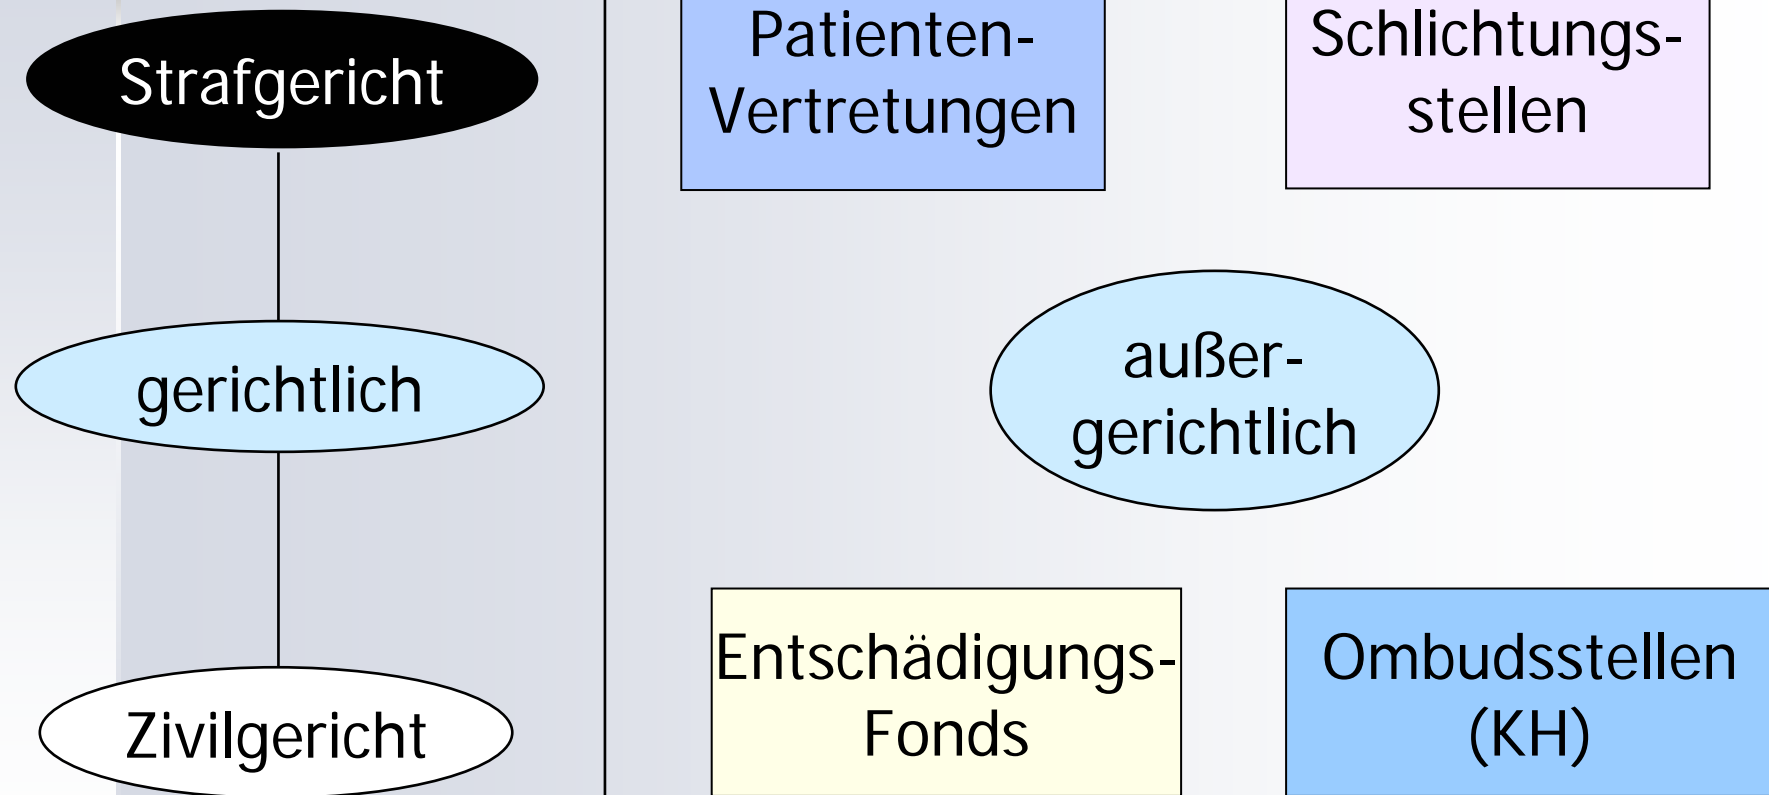 Strafgericht
gerichtlich
Zivilgericht
Patienten-
Vertretungen
Schlichtungs-
stellen
außer-
gerichtlich
Entschädigungs-
Fonds
Ombudsstellen
(KH)